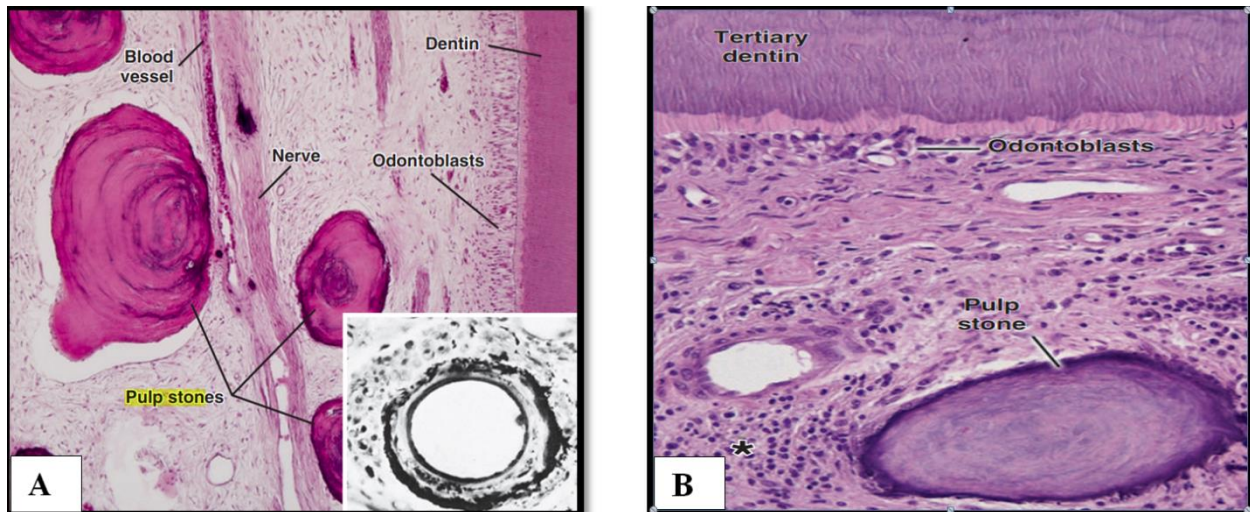 Blood
vessel
Dentin
Nerve
Odontoblasts
Pulp stones
A
Tertiary
dentin
Odontoblasts
Pulp
stone
*
B